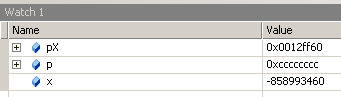 Watch 1
Name Value
pX 0x0012ff60
p 0xcccccccc
x -858993460